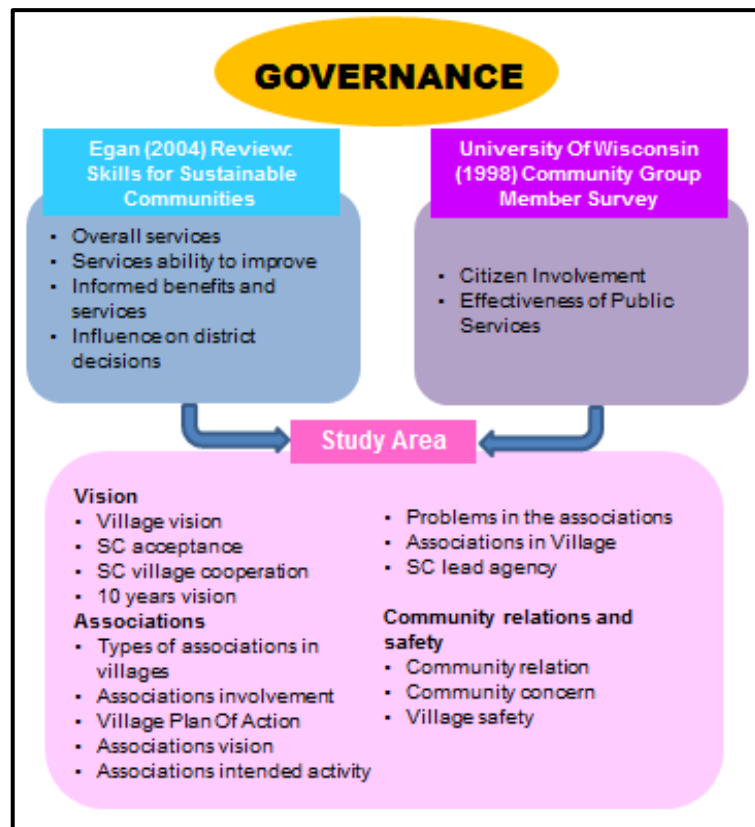 GOVERNANCE
Egan (2004) Review:
Skills for Sustainable
Communities
• Overall services
• Services ability to improve
• Informed benefits and
services
• Influence on district
decisions
University Of Wisconsin
(1998) Community Group
Member Survey
• Citizen Involvement
• Effectiveness of Public
Services
Study Area
Vision
• Village vision
• SC acceptance
• SC village cooperation
• 10 years vision
Associations
• Types of associations in
villages
• Associations involvement
• Village Plan Of Action
• Associations vision
• Associations intended activity
• Problems in the associations
• Associations in Village
• SC lead agency
Community relations and
safety
• Community relation
• Community concern
• Village safety